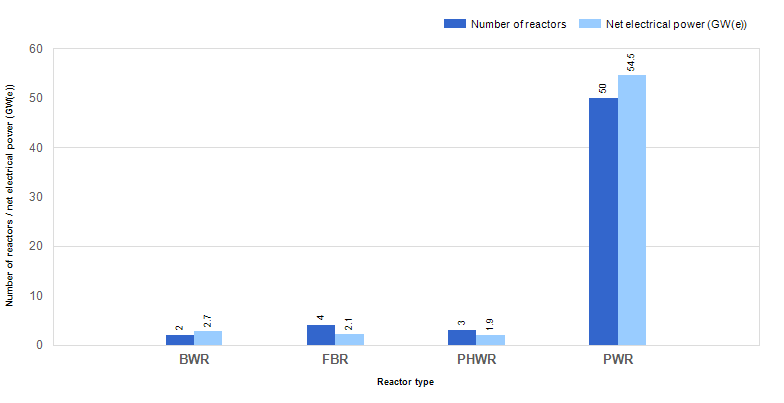 Number of reactors
Net electrical power (GW(e))
Number of reactors / net electrical power (GW(e))
60
50
40
30
20
10
0
2
2.7
4
2.1
3
1.9
50
54.5
BWR
FBR
PHWR
PWR
Reactor type